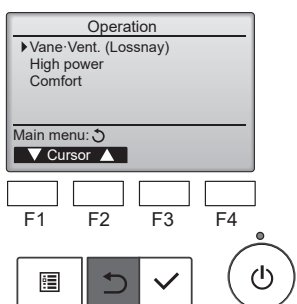 Operation
Vane·Vent. (Lossnay)
High power
Comfort
Main menu:
Cursor
F1 F2 F3 F4